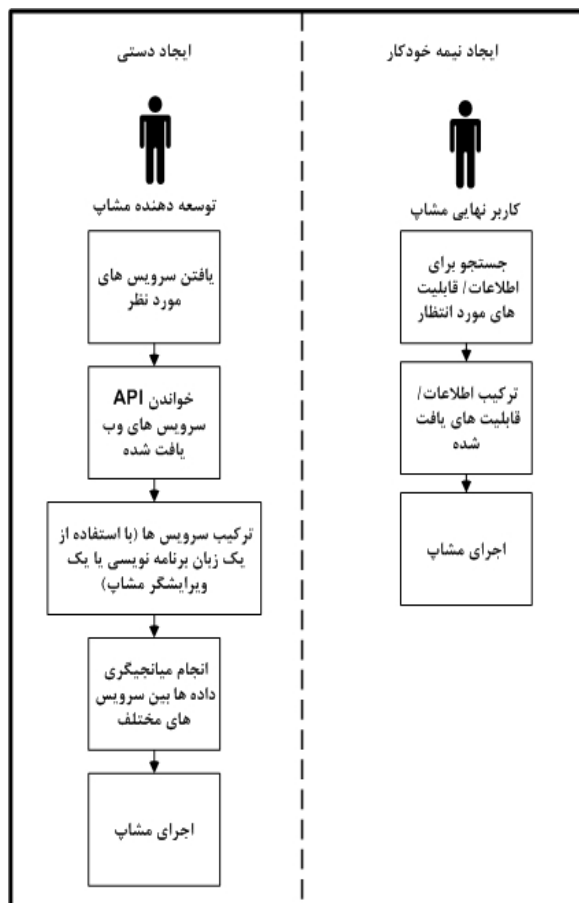 ایجاد نیمه خودکار
کاربر نهایی مشاپ
جستجو برای
اطلاعات/ قابلیت
های مورد انتظار
ترکیب اطلاعات/
قابلیت های یافت
شده
اجرای مشاپ
ایجاد دستی
توسعه دهنده مشاپ
یافتن سرویس های
مورد نظر
خواندن API
سرویس های وب
یافت شده
ترکیب سرویس ها (با استفاده از
یک زبان برنامه نویسی یا یک
ویرایشگر مشاپ)
انجام میانجیگری
داده ها بین سرویس
های مختلف
اجرای مشاپ